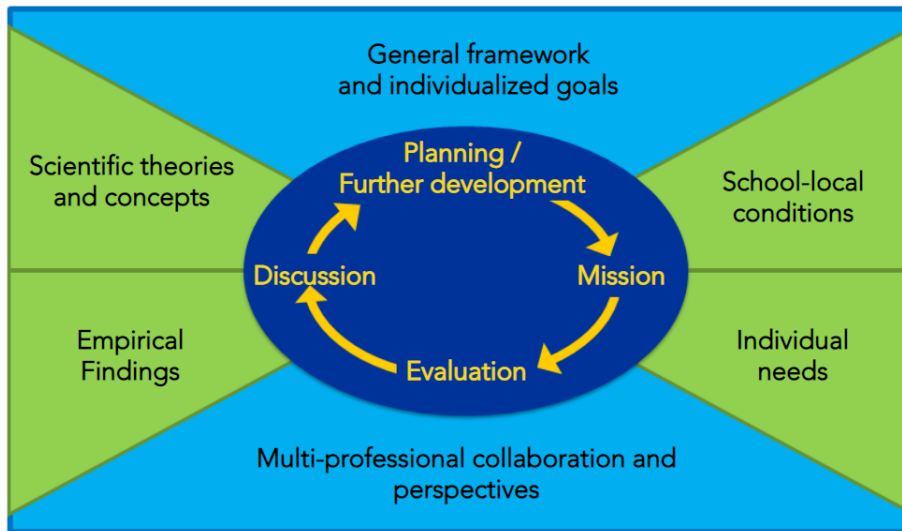 General framework
and individualized goals
Scientific theories
and concepts
Planning /
Further development
School-local
conditions
Discussion
Mission
Empirical
Findings
Evaluation
Individual
needs
Multi-professional collaboration and
perspectives